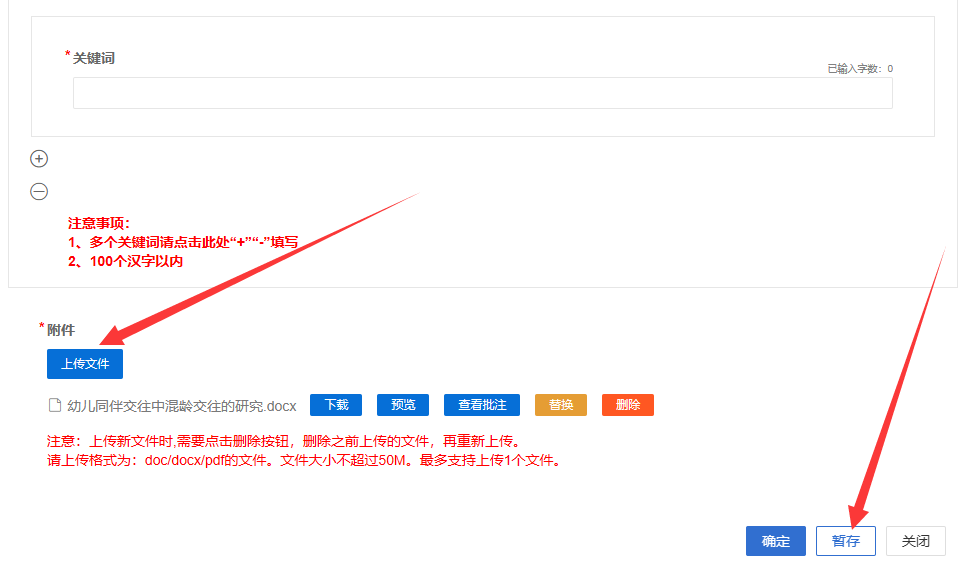 *关键词
已输入字数：0
注意事项：
1、多个关键词请点击此处“+”“-”填写
2、100个汉字以内
*附件
上传文件
幼儿同伴交往中混龄交往的研究.docx 下载 预览 查看批注 替换 删除
注意：上传新文件时,需要点击删除按钮，删除之前上传的文件，再重新上传。
请上传格式为：doc/docx/pdf的文件。文件大小不超过50M。最多支持上传1个文件。
确定 暂存 关闭